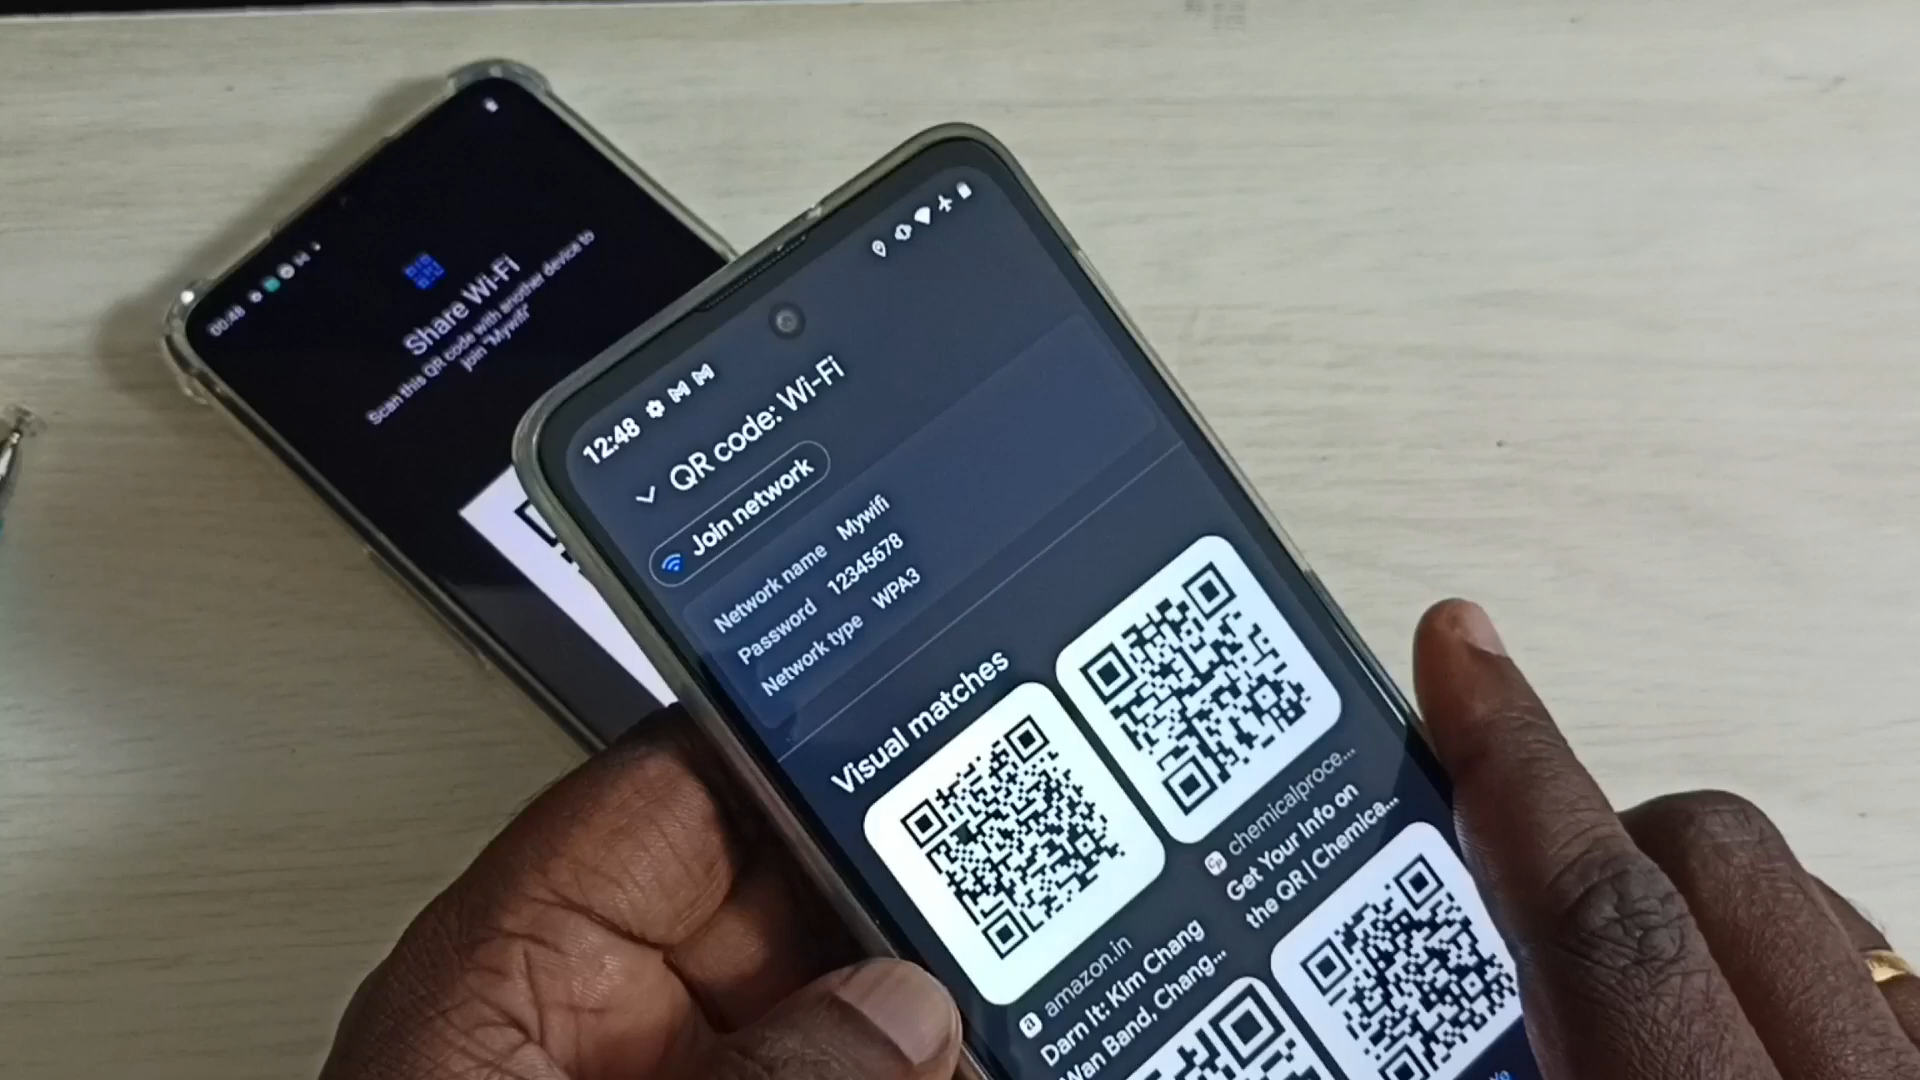 00:48
Share Wi-Fi
Scan this QR code with another device to
join "Mywifi"
12:48
QR code: Wi-Fi
Join network
Network name Mywifi
Password 12345678
Network type WPA3
Visual matches
amazon.in
Darn It: Kim Chang
Wan Band, Chang...
chemicalproce...
Get Your Info on
the QR | Chemica...